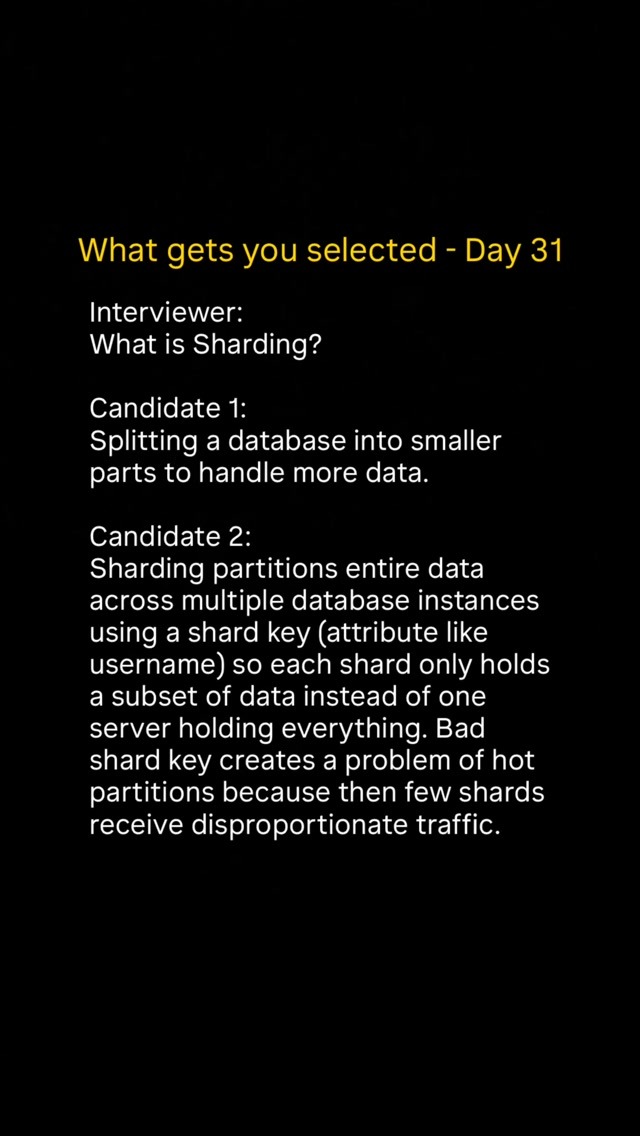 What gets you selected - Day 31
Interviewer:
What is Sharding?
Candidate 1:
Splitting a database into smaller
parts to handle more data.
Candidate 2:
Sharding partitions entire data
across multiple database instances
using a shard key (attribute like
username) so each shard only holds
a subset of data instead of one
server holding everything. Bad
shard key creates a problem of hot
partitions because then few shards
receive disproportionate traffic.